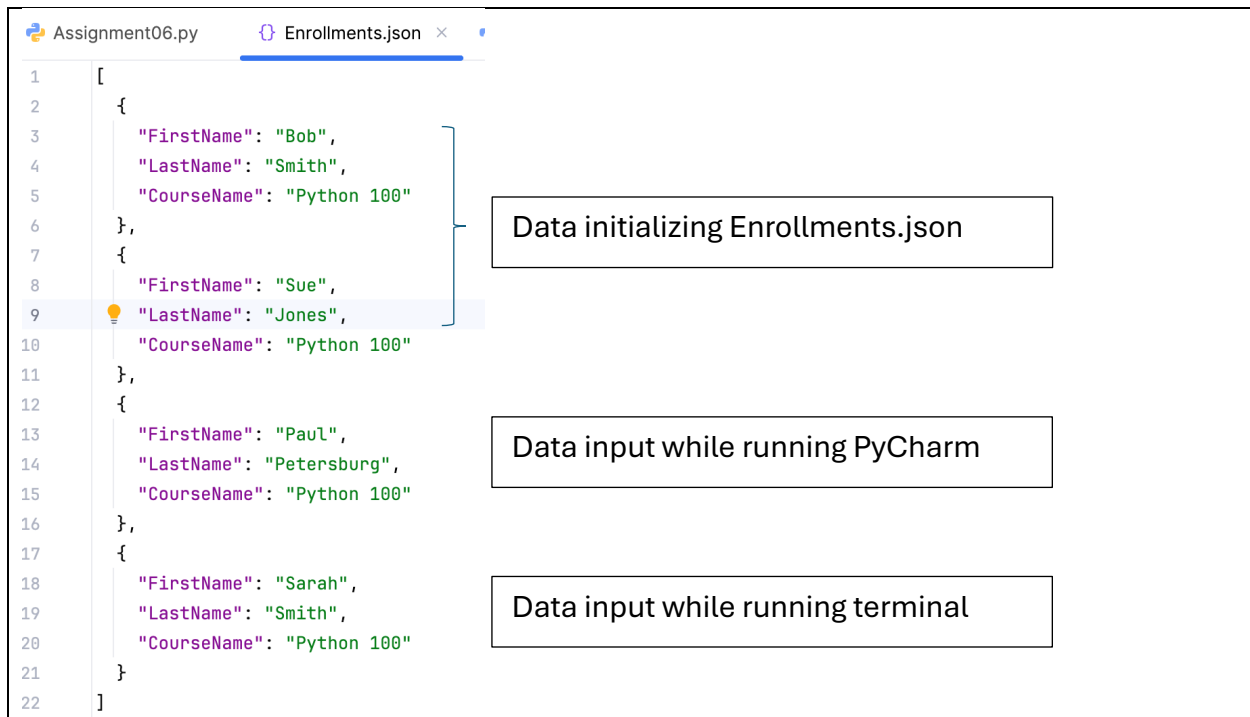 Assignment06.py Enrollments.json ×
1 [
2 {
3 "FirstName": "Bob",
4 "LastName": "Smith",
5 "CourseName": "Python 100"
6 },
7 {
8 "FirstName": "Sue",
9 "LastName": "Jones",
10 "CourseName": "Python 100"
11 },
12 {
13 "FirstName": "Paul",
14 "LastName": "Petersburg",
15 "CourseName": "Python 100"
16 },
17 {
18 "FirstName": "Sarah",
19 "LastName": "Smith",
20 "CourseName": "Python 100"
21 }
22 ]
Data initializing Enrollments.json
Data input while running PyCharm
Data input while running terminal